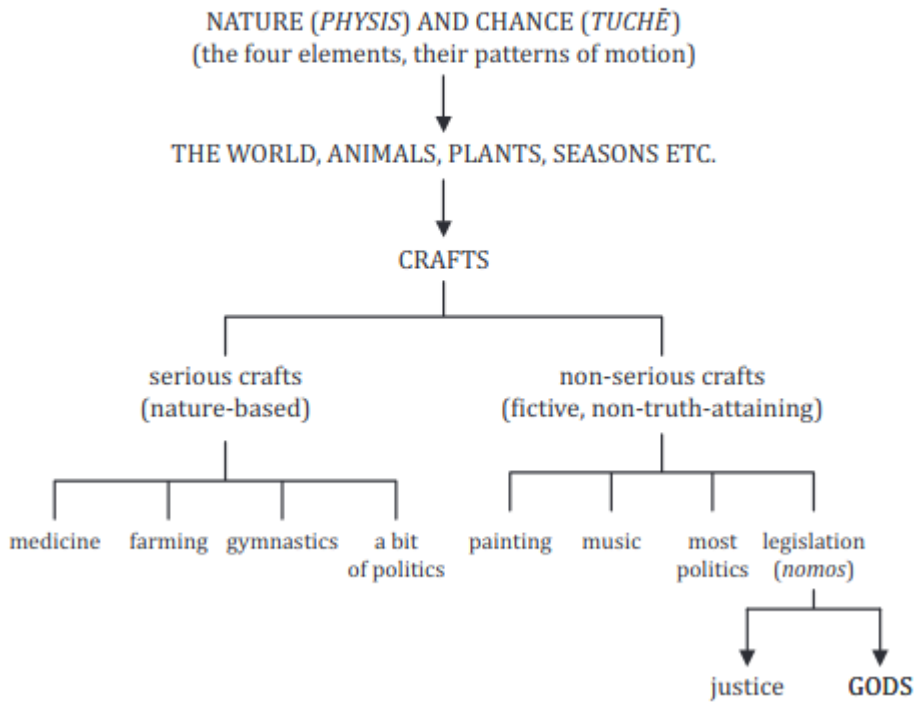 NATURE (PHYSIS) AND CHANCE (TUCHĒ)
(the four elements, their patterns of motion)
THE WORLD, ANIMALS, PLANTS, SEASONS ETC.
CRAFTS
serious crafts
(nature-based)
non-serious crafts
(fictive, non-truth-attaining)
medicine
farming
gymnastics
a bit
of politics
painting
music
most
politics
legislation
(nomos)
justice
GODS